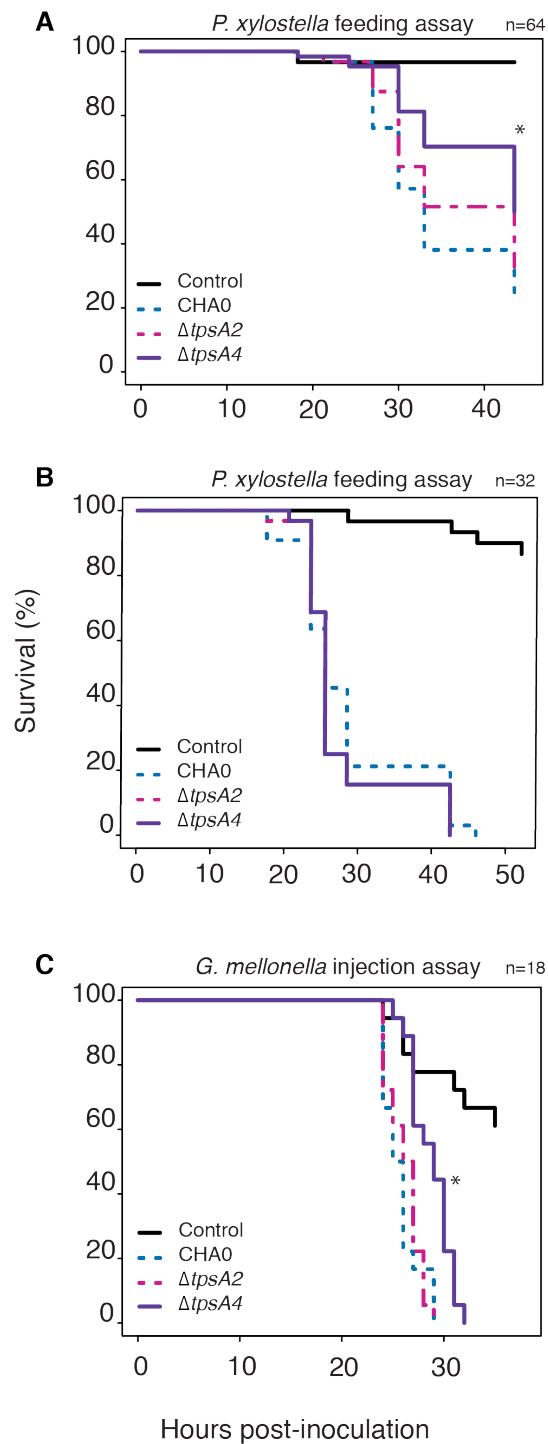 A
P. xylostella feeding assay n=64
100
80
60
40
20
0
Control
CHA0
ΔtpsA2
ΔtpsA4
*
0 10 20 30 40
B
P. xylostella feeding assay n=32
100
80
60
40
20
0
Survival (%)
Control
CHA0
ΔtpsA2
ΔtpsA4
0 10 20 30 40 50
C
G. mellonella injection assay n=18
100
80
60
40
20
0
*
Control
CHA0
ΔtpsA2
ΔtpsA4
0 10 20 30
Hours post-inoculation